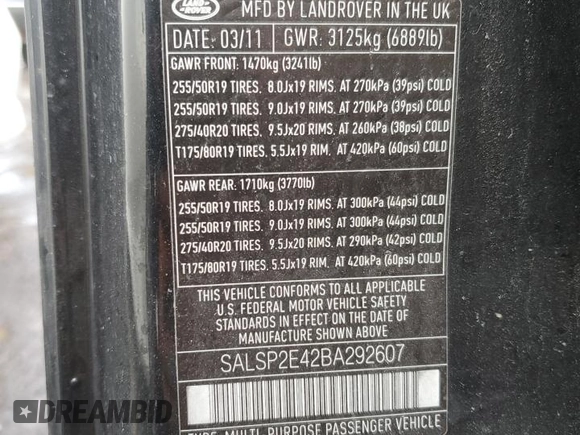 LAND
ROVER
MFD BY LANDROVER IN THE UK
DATE: 03/11 GWR: 3125kg (6889lb)
GAWR FRONT: 1470kg (3241lb)
255/50R19 TIRES. 8.0Jx19 RIMS. AT 270kPa (39psi) COLD
255/50R19 TIRES. 9.0Jx19 RIMS. AT 270kPa (39psi) COLD
275/40R20 TIRES. 9.5Jx20 RIMS. AT 260kPa (38psi) COLD
T175/80R19 TIRES. 5.5Jx19 RIM. AT 420kPa (60psi) COLD
GAWR REAR: 1710kg (3770lb)
255/50R19 TIRES. 8.0Jx19 RIMS. AT 300kPa (44psi) COLD
255/50R19 TIRES. 9.0Jx19 RIMS. AT 300kPa (44psi) COLD
275/40R20 TIRES. 9.5Jx20 RIMS. AT 290kPa (42psi) COLD
T175/80R19 TIRES. 5.5Jx19 RIM. AT 420kPa (60psi) COLD
THIS VEHICLE CONFORMS TO ALL APPLICABLE
U.S. FEDERAL MOTOR VEHICLE SAFETY
STANDARDS IN EFFECT ON THE DATE OF
MANUFACTURE SHOWN ABOVE.
SALSP2E42BA292607
TYPE: MULTI-PURPOSE PASSENGER VEHICLE
DREAMBID